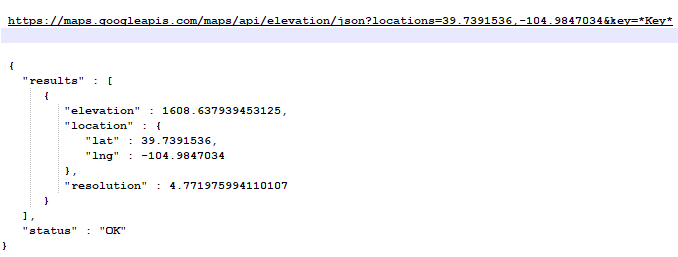 https://maps.googleapis.com/maps/api/elevation/json?locations=39.7391536,-104.9847034&key=*Key*
{
"results" : [
{
"elevation" : 1608.637939453125,
"location" : {
"lat" : 39.7391536,
"lng" : -104.9847034
},
"resolution" : 4.771975994110107
}
],
"status" : "OK"
}